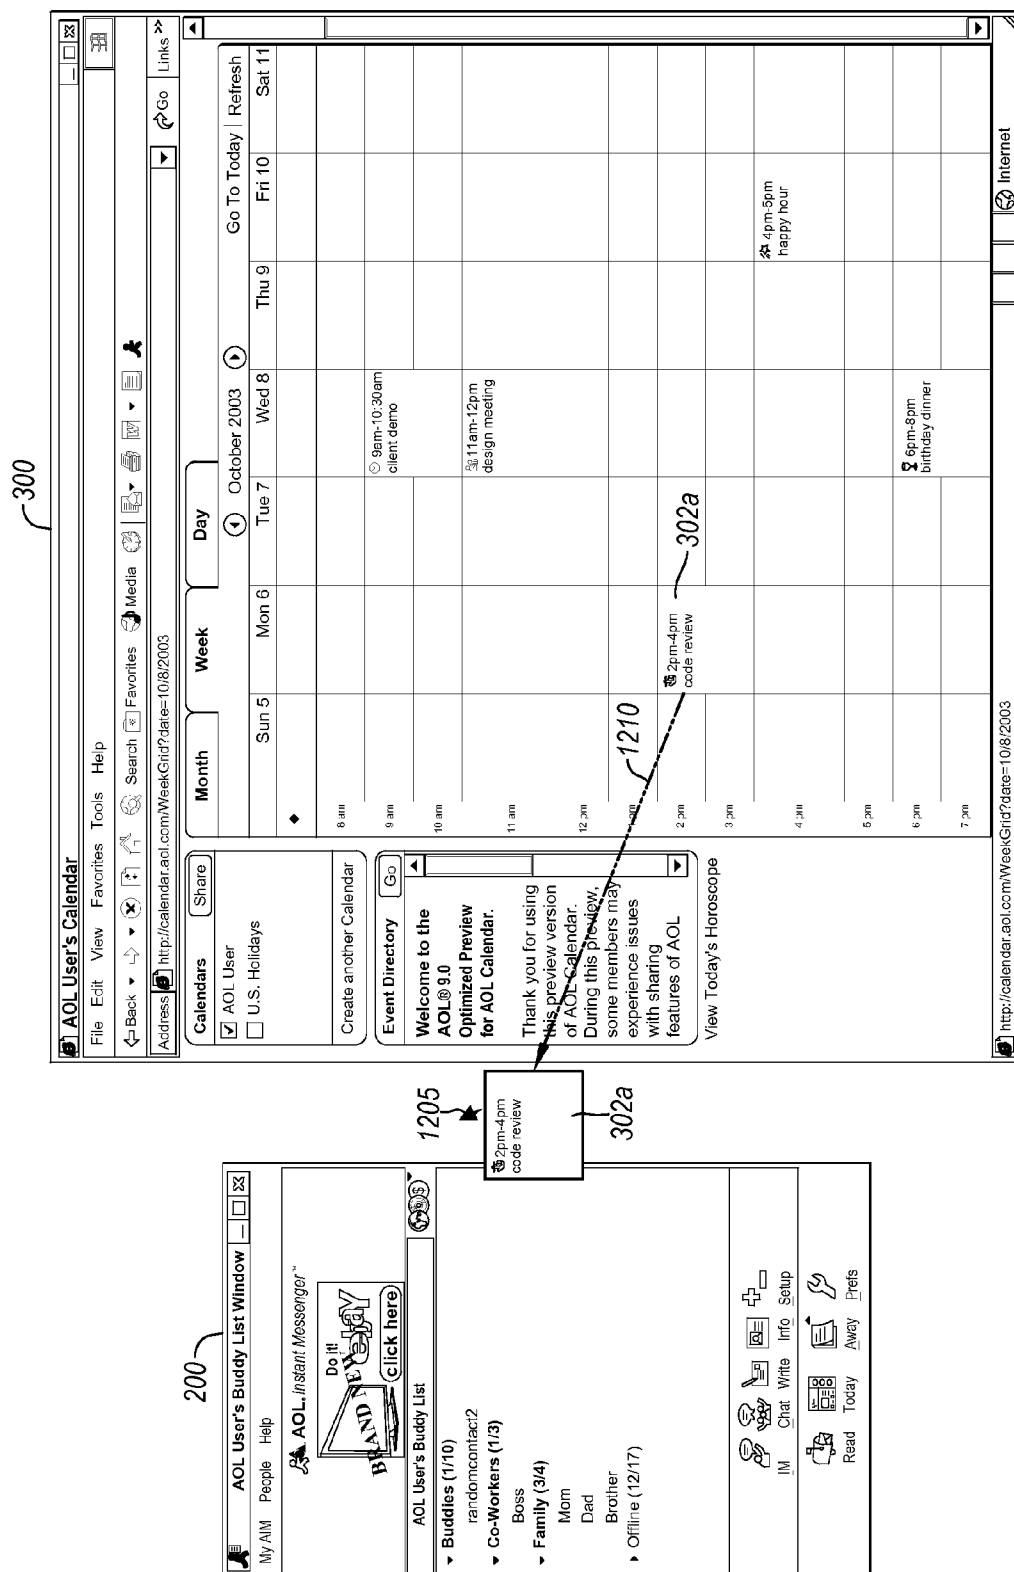 300
AOL User's Calendar
File Edit View Favorites Tools Help
Back Search Favorites Media
Address http://calendar.aol.com/WeekGrid?date=10/8/2003 Go Links »
Calendars Share
AOL User
U.S. Holidays
Create another Calendar
Event Directory Go
Welcome to the
AOL® 9.0
Optimized Preview
for AOL Calendar.
Thank you for using
this preview version
of AOL Calendar.
During this preview,
some members may
experience issues
with sharing
features of AOL
View Today's Horoscope
Month Week Day
October 2003 Go To Today | Refresh
Sun 5 Mon 6 Tue 7 Wed 8 Thu 9 Fri 10 Sat 11
8 am
9 am
9am-10:30am
client demo
10 am
11 am
11am-12pm
design meeting
12 pm
1 pm
2 pm
2pm-4pm
code review
302a
1210
3 pm
4 pm
4pm-5pm
happy hour
5 pm
6 pm
6pm-8pm
birthday dinner
7 pm
http://calendar.aol.com/WeekGrid?date=10/8/2003 Internet
1205
2pm-4pm
code review
302a
200
AOL User's Buddy List Window
My AIM People Help
AOL Instant Messenger™
BRAND NEW
Do it!
ebaY
click here
AOL User's Buddy List
Buddies (1/10)
randomcontact2
Co-Workers (1/3)
Boss
Family (3/4)
Mom
Dad
Brother
Offline (12/17)
IM Chat Write Info Setup
Read Today Away Prefs